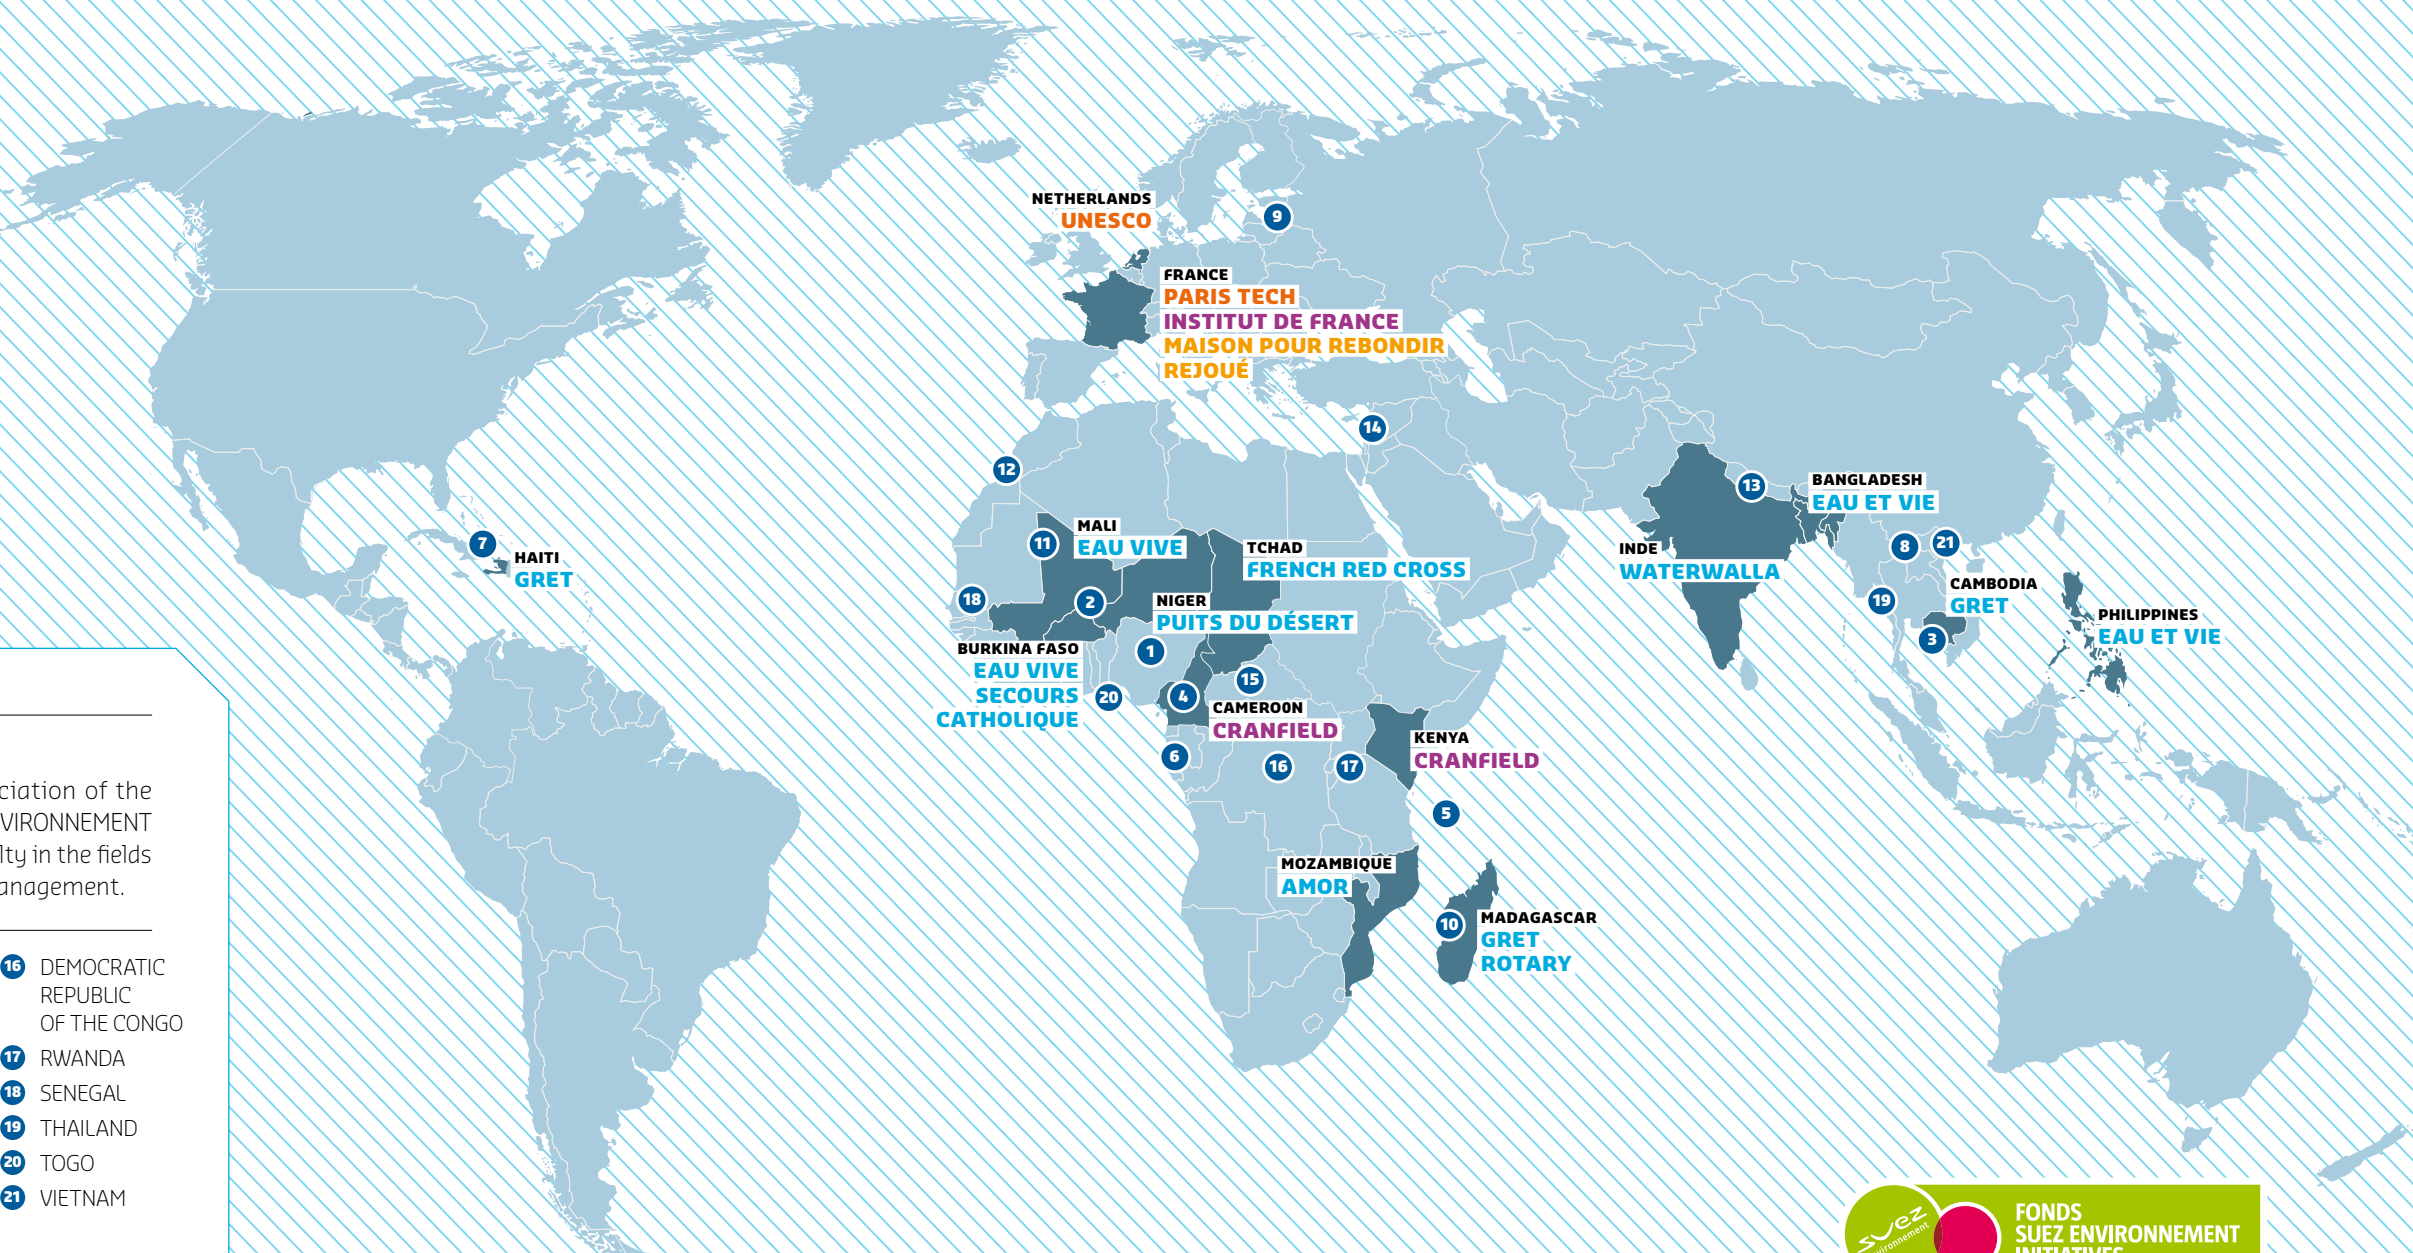 NETHERLANDS
UNESCO
9
FRANCE
PARIS TECH
INSTITUT DE FRANCE
MAISON POUR REBONDIR
REJOUÉ
14
12
13
BANGLADESH
EAU ET VIE
7
HAITI
GRET
11
MALI
EAU VIVE
TCHAD
FRENCH RED CROSS
INDE
WATERWALLA
8
21
18
2
NIGER
PUITS DU DÉSERT
19
CAMBODIA
GRET
3
PHILIPPINES
EAU ET VIE
BURKINA FASO
EAU VIVE
SECOURS
CATHOLIQUE
1
20
4
15
CAMEROON
CRANFIELD
KENYA
CRANFIELD
6
16
17
5
MOZAMBIQUE
AMOR
10
MADAGASCAR
GRET
ROTARY
ciation of the
VIRONNEMENT
lty in the fields
anagement.
16 DEMOCRATIC
REPUBLIC
OF THE CONGO
17 RWANDA
18 SENEGAL
19 THAILAND
20 TOGO
21 VIETNAM
suez
environnement
FONDS
SUEZ ENVIRONNEMENT
INITIATIVES